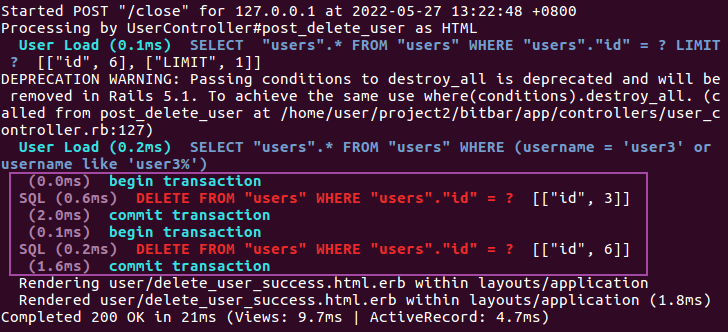 Started POST "/close" for 127.0.0.1 at 2022-05-27 13:22:48 +0800
Processing by UserController#post_delete_user as HTML
  User Load (0.1ms)  SELECT  "users".* FROM "users" WHERE "users"."id" = ? LIMIT
 ?  [["id", 6], ["LIMIT", 1]]
DEPRECATION WARNING: Passing conditions to destroy_all is deprecated and will be
 removed in Rails 5.1. To achieve the same use where(conditions).destroy_all. (c
alled from post_delete_user at /home/user/project2/bitbar/app/controllers/user_c
ontroller.rb:127)
  User Load (0.2ms)  SELECT "users".* FROM "users" WHERE (username = 'user3' or
username like 'user3%')
   (0.0ms)  begin transaction
  SQL (0.6ms)  DELETE FROM "users" WHERE "users"."id" = ?  [["id", 3]]
   (2.0ms)  commit transaction
   (0.1ms)  begin transaction
  SQL (0.2ms)  DELETE FROM "users" WHERE "users"."id" = ?  [["id", 6]]
   (1.6ms)  commit transaction
  Rendering user/delete_user_success.html.erb within layouts/application
  Rendered user/delete_user_success.html.erb within layouts/application (1.8ms)
Completed 200 OK in 21ms (Views: 9.7ms | ActiveRecord: 4.7ms)